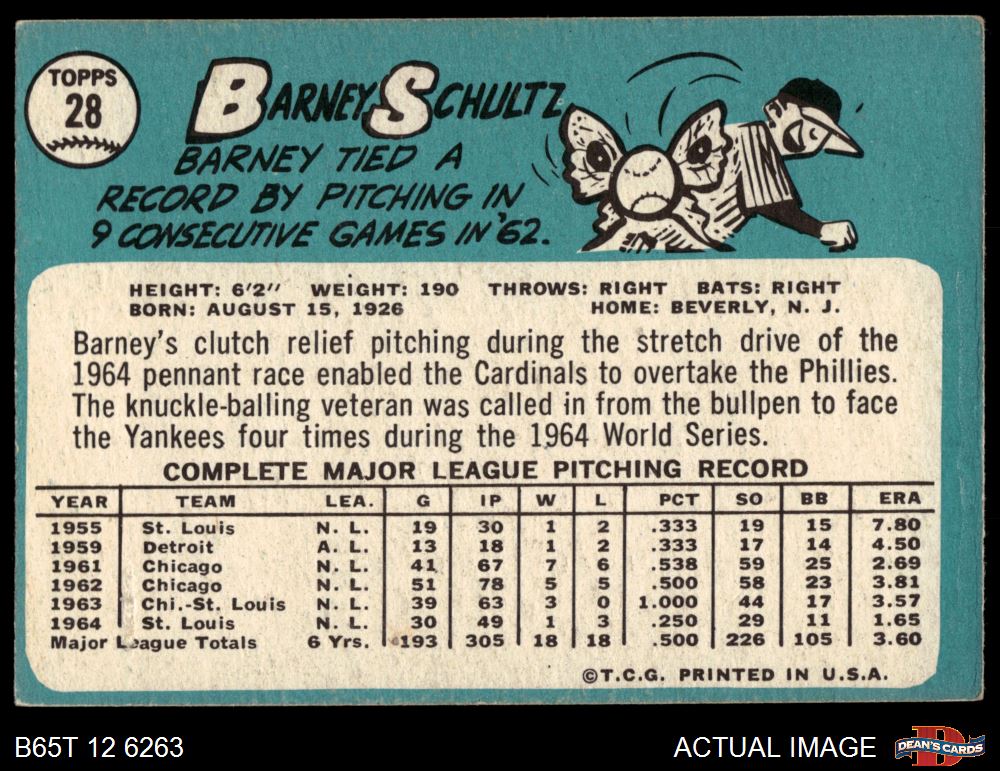 TOPPS
28
BARNEY SCHULTZ
BARNEY TIED A
RECORD BY PITCHING IN
9 CONSECUTIVE GAMES IN '62.
HEIGHT: 6'2" WEIGHT: 190 THROWS: RIGHT BATS: RIGHT
BORN: AUGUST 15, 1926 HOME: BEVERLY, N. J.
Barney's clutch relief pitching during the stretch drive of the
1964 pennant race enabled the Cardinals to overtake the Phillies.
The knuckle-balling veteran was called in from the bullpen to face
the Yankees four times during the 1964 World Series.
COMPLETE MAJOR LEAGUE PITCHING RECORD
YEAR TEAM LEA. G IP W L PCT SO BB ERA
1955 St. Louis N. L. 19 30 1 2 .333 19 15 7.80
1959 Detroit A. L. 13 18 1 2 .333 17 14 4.50
1961 Chicago N. L. 41 67 7 6 .538 59 25 2.69
1962 Chicago N. L. 51 78 5 5 .500 58 23 3.81
1963 Chi.-St. Louis N. L. 39 63 3 0 1.000 44 17 3.57
1964 St. Louis N. L. 30 49 1 3 .250 29 11 1.65
Major League Totals 6 Yrs. 193 305 18 18 .500 226 105 3.60
©T.C.G. PRINTED IN U.S.A.
B65T 12 6263 ACTUAL IMAGE DEAN'S CARDS